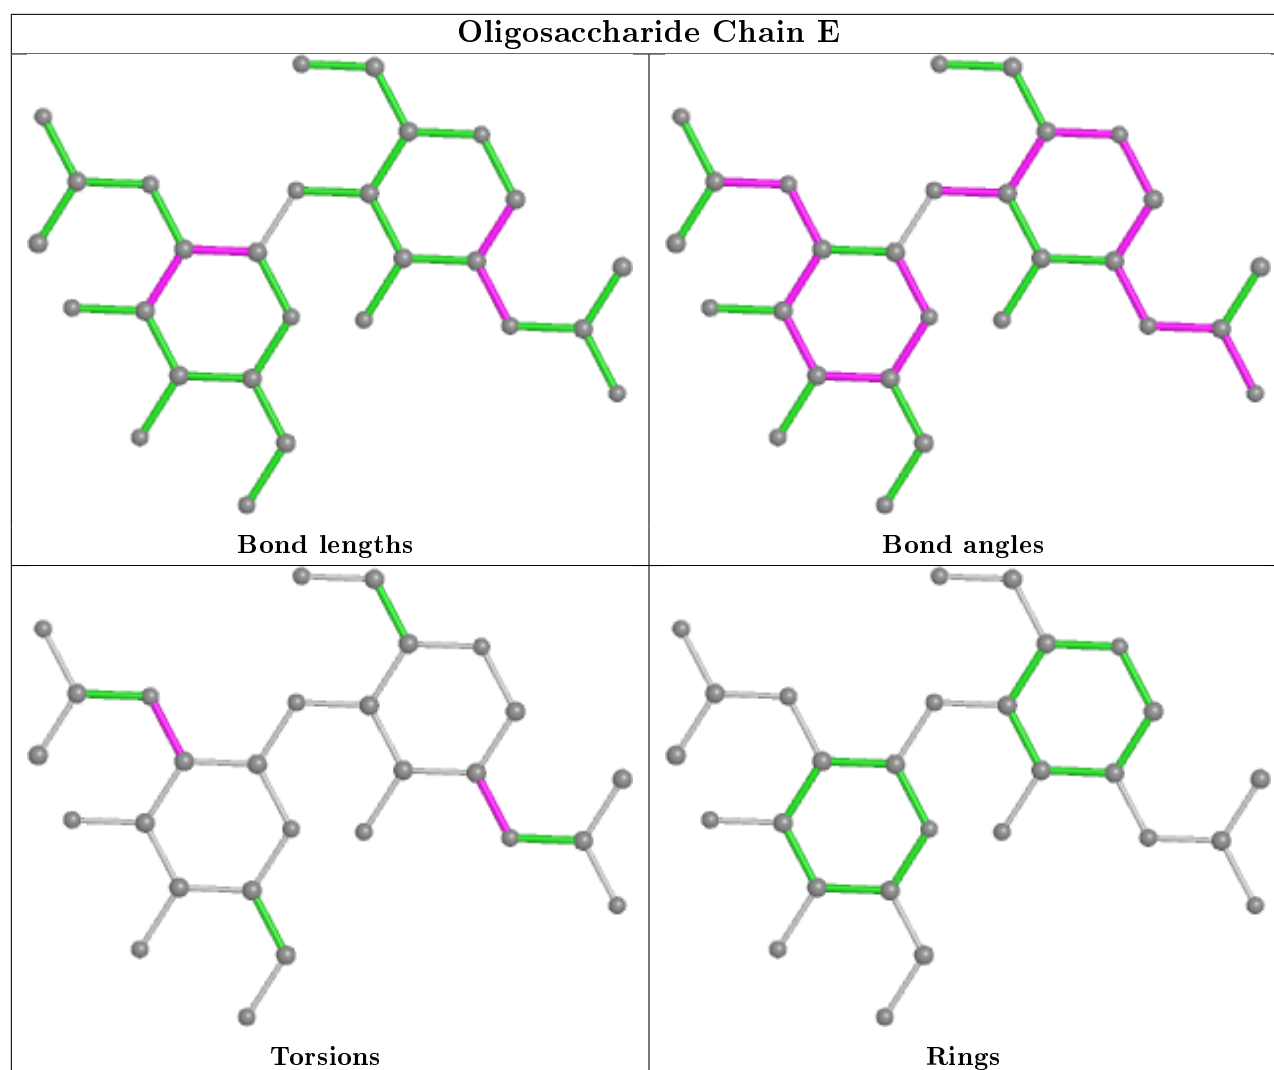 Oligosaccharide Chain E
Bond lengths
Bond angles
Torsions
Rings